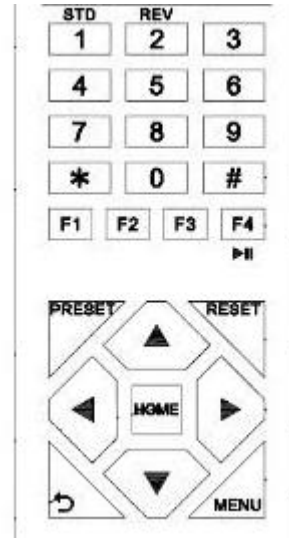 STD REV
1 2 3
4 5 6
7 8 9
* 0 #
F1 F2 F3 F4
PRESET RESET
HOME
MENU